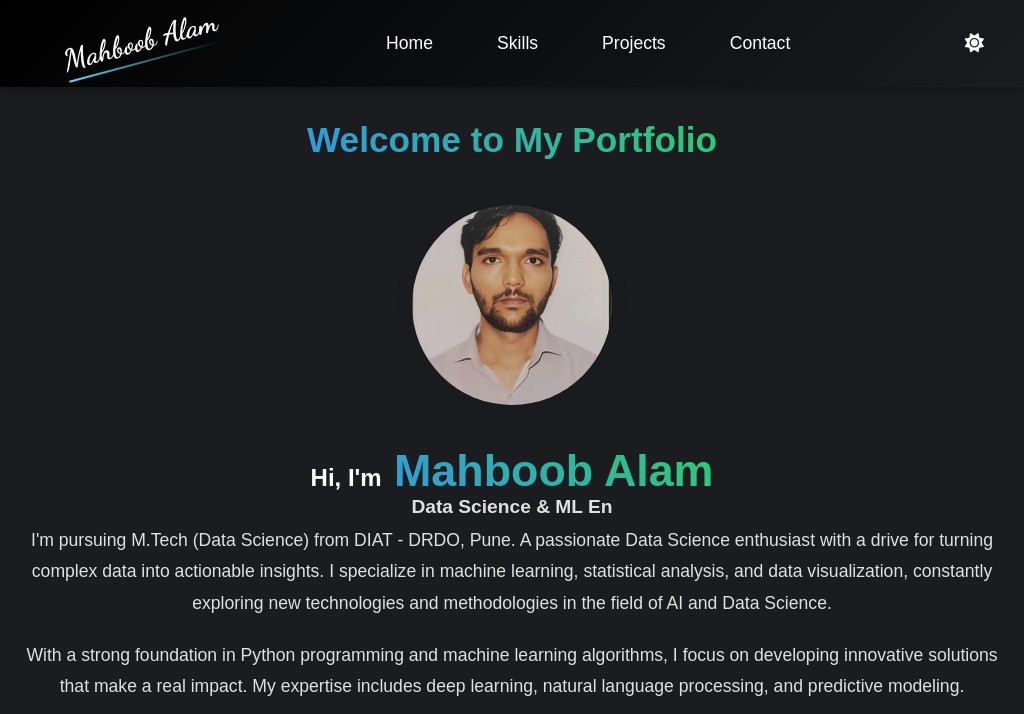 Mahboob Alam
Home
Skills
Projects
Contact
Welcome to My Portfolio
Hi, I'm Mahboob Alam
Data Science & ML En
I'm pursuing M.Tech (Data Science) from DIAT - DRDO, Pune. A passionate Data Science enthusiast with a drive for turning
complex data into actionable insights. I specialize in machine learning, statistical analysis, and data visualization, constantly
exploring new technologies and methodologies in the field of AI and Data Science.
With a strong foundation in Python programming and machine learning algorithms, I focus on developing innovative solutions
that make a real impact. My expertise includes deep learning, natural language processing, and predictive modeling.